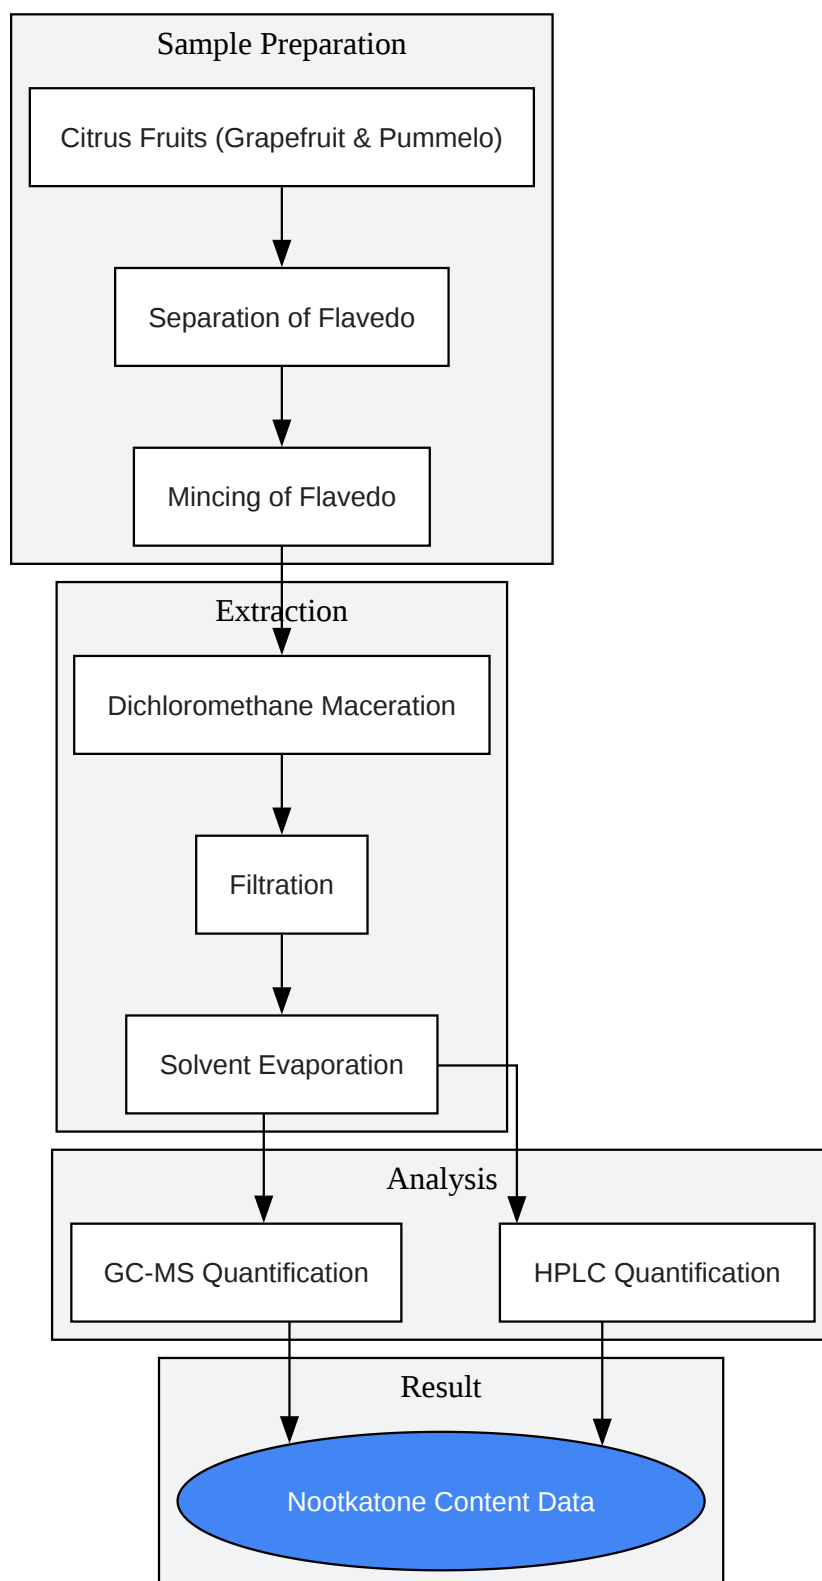 Sample Preparation
Citrus Fruits (Grapefruit & Pummelo)
Separation of Flavedo
Mincing of Flavedo
Extraction
Dichloromethane Maceration
Filtration
Solvent Evaporation
Analysis
GC-MS Quantification
HPLC Quantification
Result
Nootkatone Content Data